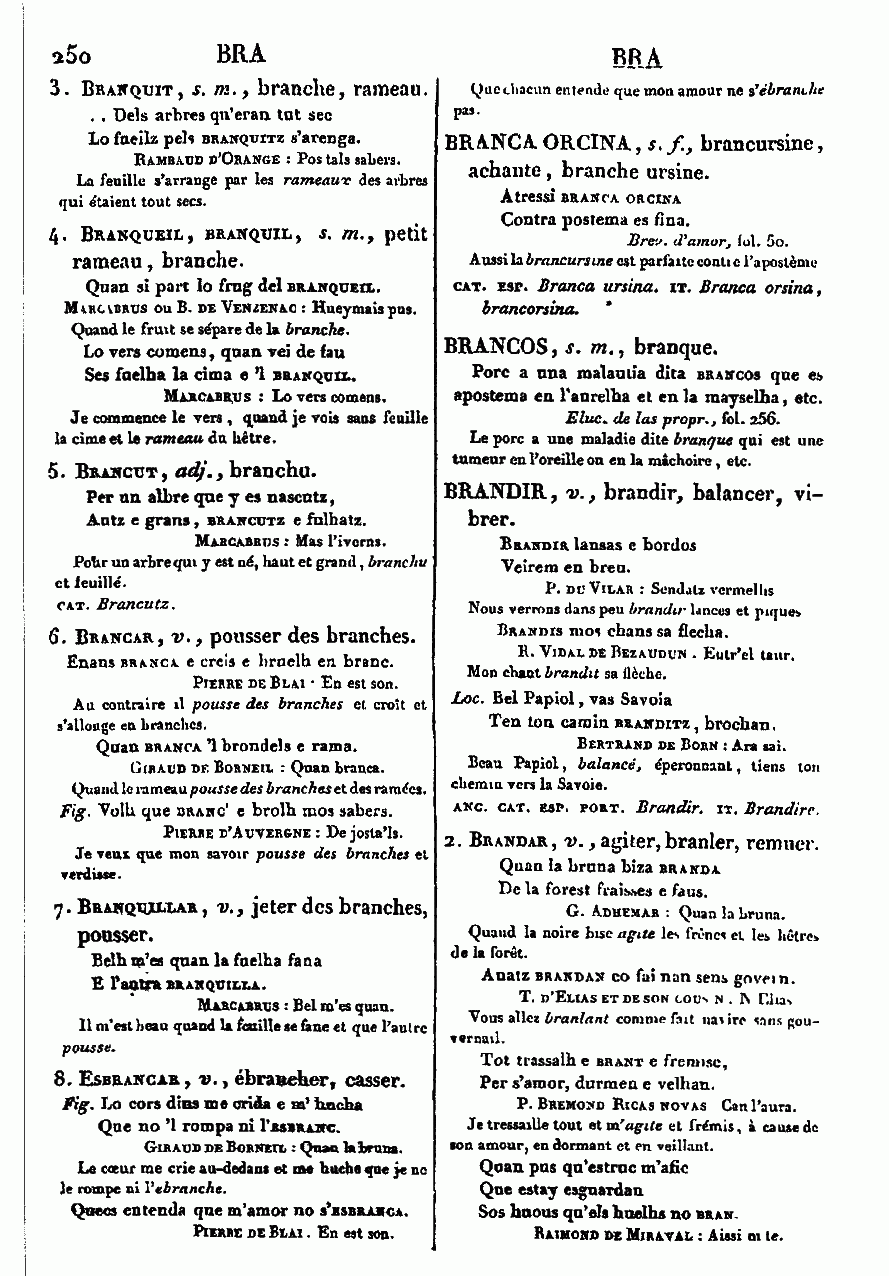 250 BRA
3. BRANQUIT, s. m., branche, rameau.
. . Dels arbres qu'eran tut sec
Lo fueilz pels BRANQUITZ s'arenga.
RAMBAUD D'ORANGE : Pos tals sabers.
La feuille s'arrange par les rameaux des arbres
qui étaient tout secs.
4. BRANQUEIL, BRANQUIL, s. m., petit
rameau, branche.
Quan si part lo frug del BRANQUEIL.
MARCABRUS ou B. DE VENZENAC : Hueymais pus.
Quand le fruit se sépare de la branche.
Lo vers comens, quan vei de fau
Ses fuelha la cima e 'l BRANQUIL.
MARCABRUS : Lo vers comens.
Je commence le vers, quand je vois sans feuille
la cime et le rameau du hêtre.
5. BRANCUT, adj., branchu.
Per un albre que y es nascutz,
Autz e grans, BRANCUTZ e fulhatz.
MARCABRUS : Mas l'iverns.
Pour un arbre qui y est né, haut et grand, branchu
et feuillé.
CAT. Brancutz.
6. BRANCAR, v., pousser des branches.
Enans BRANCA e creis e bruelh en branc.
PIERRE DE BLAI · En est son.
Au contraire il pousse des branches et croît et
s'allonge en branches.
Quan BRANCA 'l brondels e rama.
GIRAUD DE BORNEIL : Quan branca.
Quand le rameau pousse des branches et des ramées.
Fig. Volh que BRANC' e brolh mos sabers.
PIERRE D'AUVERGNE : De josta'ls.
Je veux que mon savoir pousse des branches et
verdisse.
7. BRANQUILLAR, v., jeter des branches,
pousser.
Belh m'es quan la fuelha fana
E l'autra BRANQUILLA.
MARCABRUS : Bel m'es quan.
Il m'est beau quand la feuille se fane et que l'autre
pousse.
8. ESBRANCAR, v., ébrancher, casser.
Fig. Lo cors dins me crida e m' hucha
Que no 'l rompa ni l'ESBRANC.
GIRAUD DE BORNEIL : Quan la bruna.
Le cœur me crie au-dedans et me huche que je ne
le rompe ni l'ebranche.
Quecs entenda que m'amor no s'ESBRANCA.
PIERRE DE BLAI. En est son.
BRA
Que chacun entende que mon amour ne s'ébranche
pas.
BRANCA ORCINA, s. f., brancursine,
achante, branche ursine.
Atressi BRANCA ORCINA
Contra postema es fina.
Brev. d'amor, fol. 50.
Aussi la brancursine est parfaite contre l'apostème
CAT. ESP. Branca ursina. IT. Branca orsina,
brancorsina.
BRANCOS, s. m., branque.
Porc a una malautia dita BRANCOS que es
apostema en l'aurelha et en la mayselha, etc.
Eluc. de las propr., fol. 256.
Le porc a une maladie dite branque qui est une
tumeur en l'oreille ou en la mâchoire, etc.
BRANDIR, v., brandir, balancer, vi-
brer.
BRANDIR lansas e bordos
Veirem en breu.
P. DU VILAR : Sendatz vermellis
Nous verrons dans peu brandir lances et piques
BRANDIS mos chans sa flecha.
R. VIDAL DE BEZAUDUN. Entr'el taur.
Mon chant brandit sa flèche.
Loc. Bel Papiol, vas Savoia
Ten ton camin BRANDITZ, brochan.
BERTRAND DE BORN : Ara sai.
Beau Papiol, balancé, éperonnant, tiens ton
chemin vers la Savoie.
ANC. CAT. ESP. PORT. Brandir. IT. Brandire.
2. BRANDAR, v., agiter, branler, remuer.
Quan la bruna biza BRANDA
De la forest fraisses e faus.
G. ADHEMAR : Quan la bruna.
Quand la noire bise agite les frênes et les hêtres
de la forêt.
Anatz BRANDAN co fai nan sens govern.
T. D'ELIAS ET DE SON COUS N. N Elias
Vous allez branlant comme fait navire sans gou-
vernail.
Tot trassalh e BRANT e fremisc,
Per s'amor, durmen e velhan.
P. BREMOND RICAS NOVAS Can l'aura.
Je tressaille tout et m'agite et frémis, à cause de
son amour, en dormant et en veillant.
Quan pus qu'estruc m'afic
Que estay esguardan
Sos huous qu'els huelhs no BRAN.
RAIMOND DE MIRAVAL : Aissi m te.